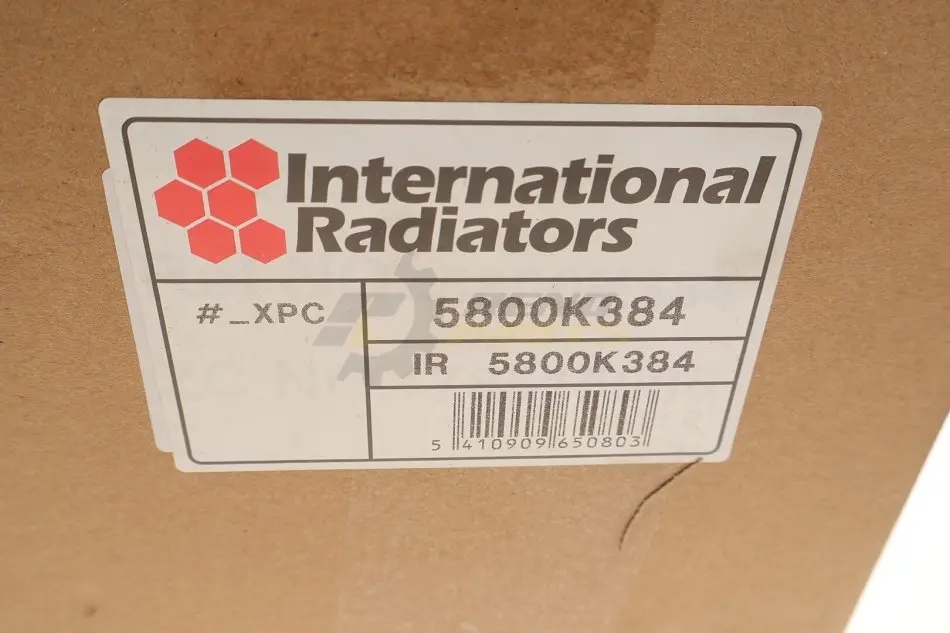 International
Radiators
#_XPC
5800K384
IR 5800K384
5 410909 650803